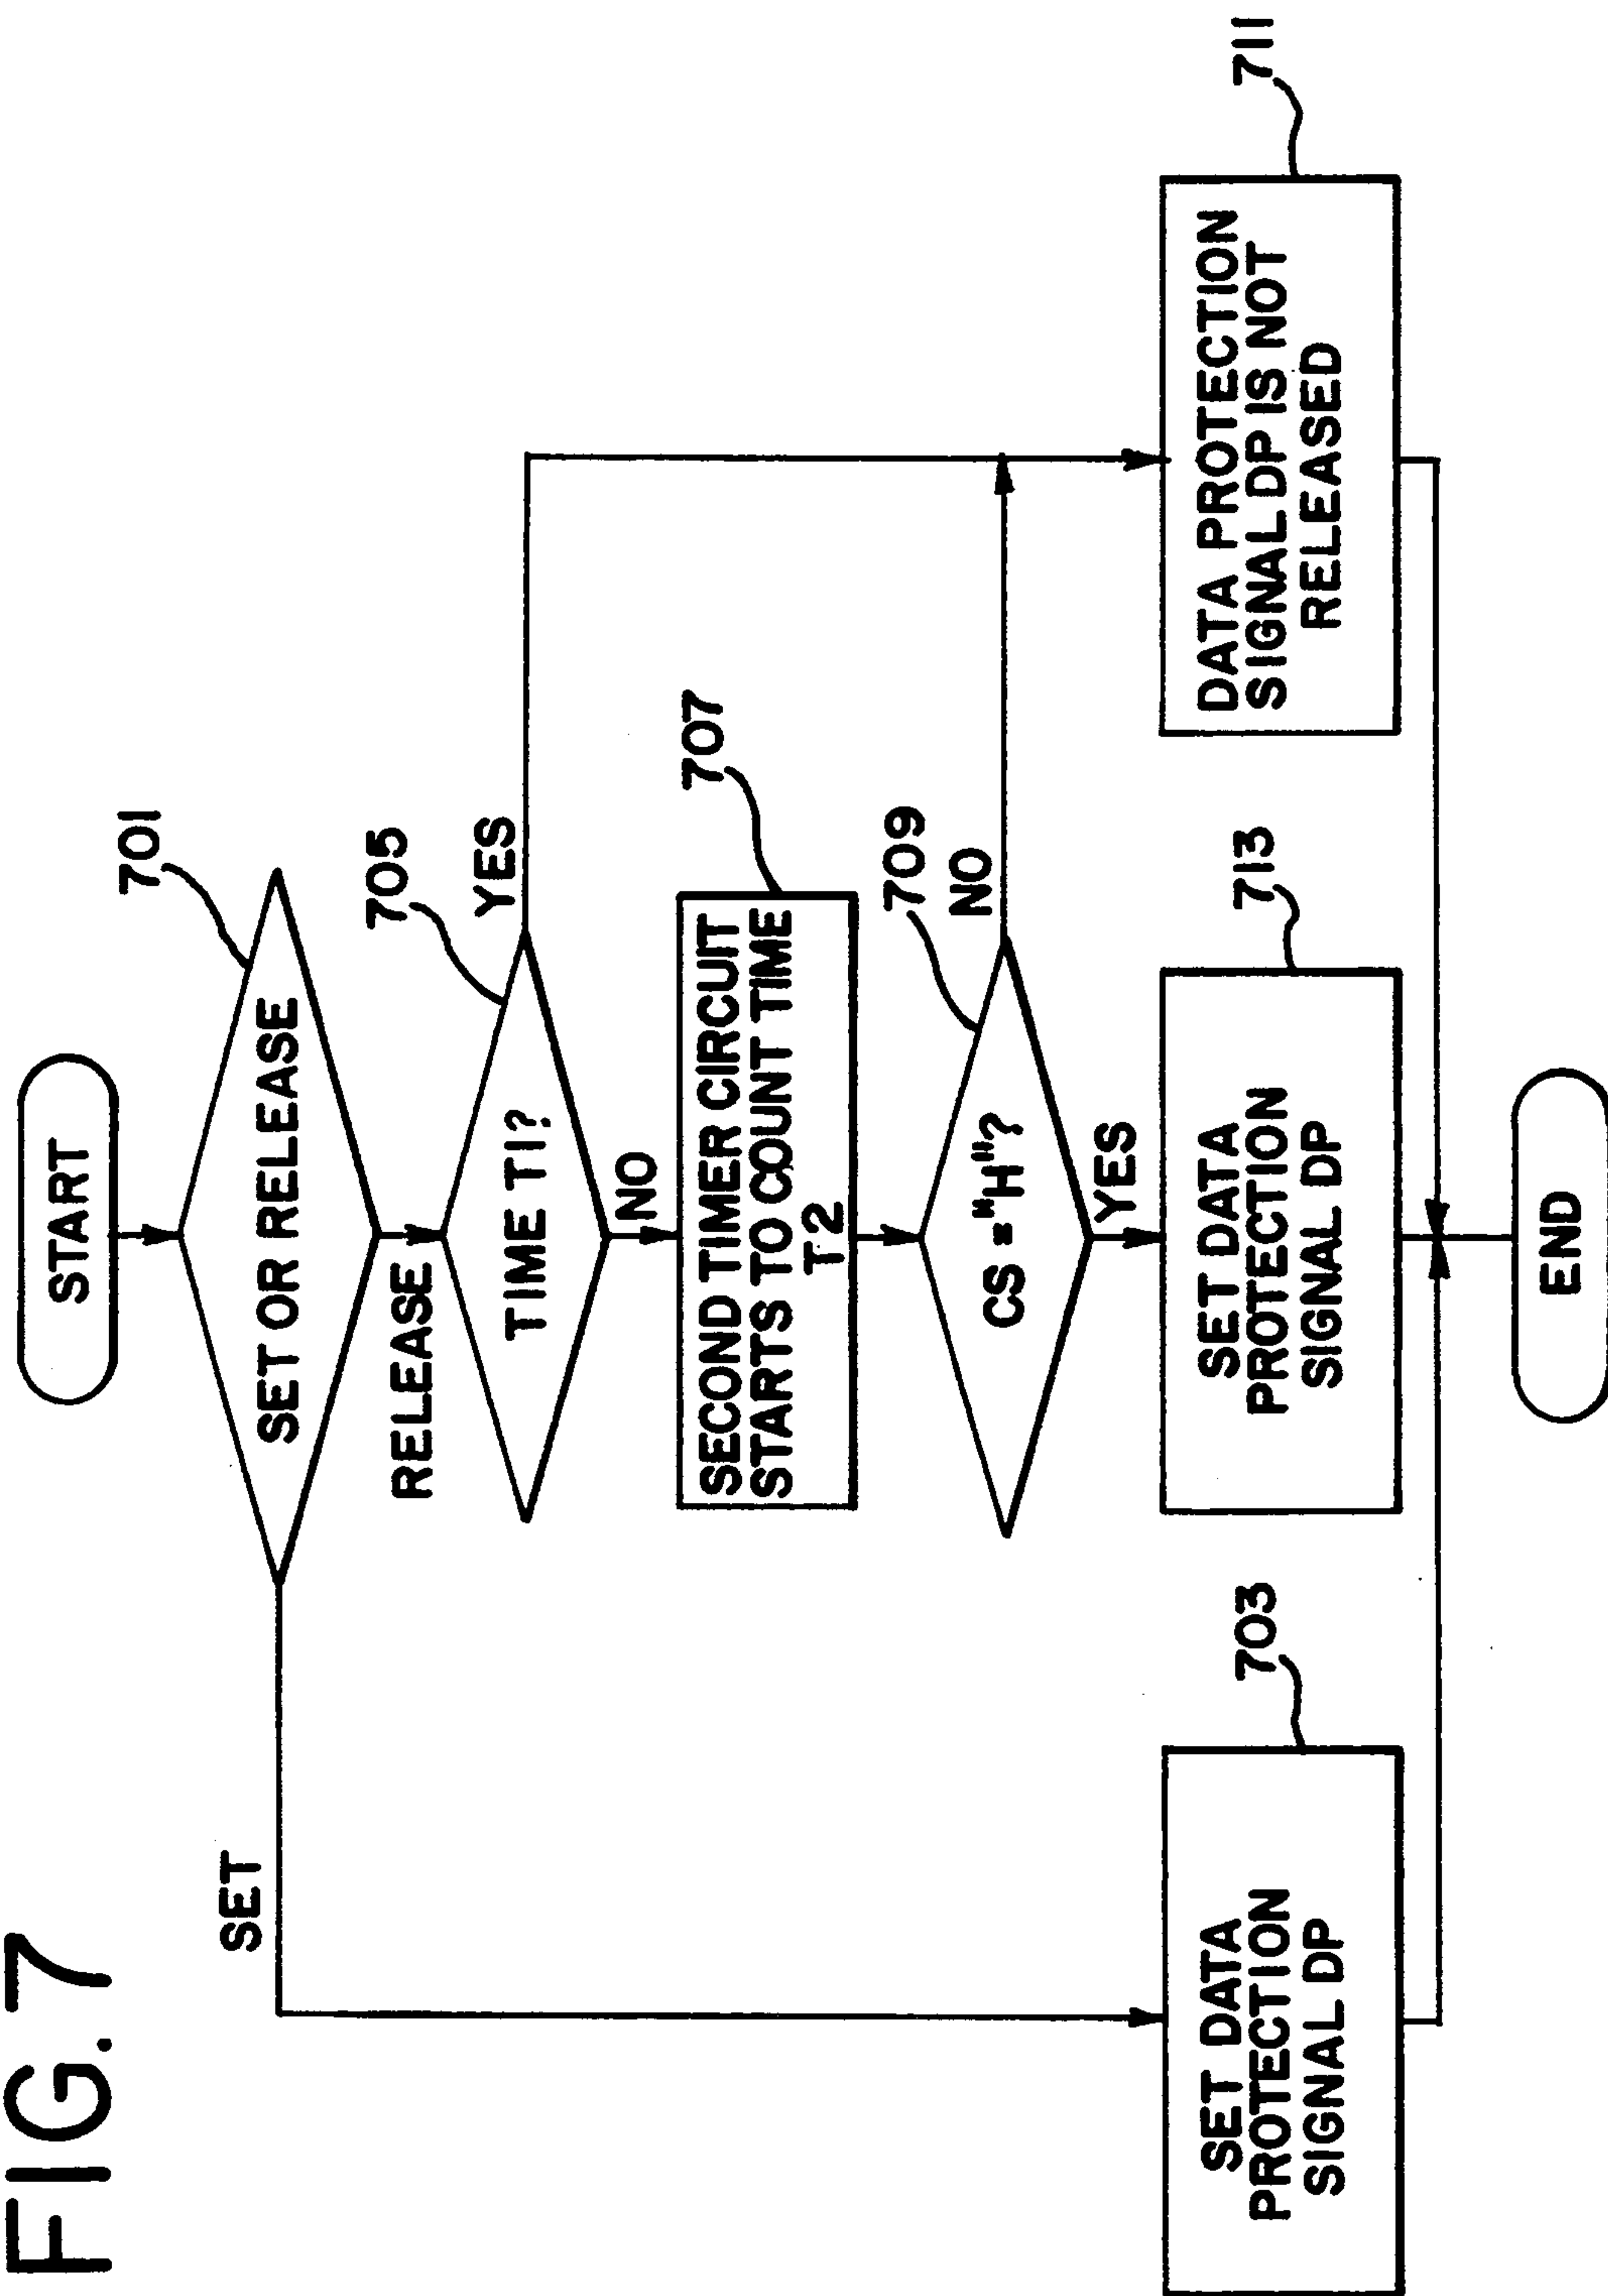 FIG. 7
START
701
SET OR RELEASE
SET
RELEASE
705
TIME T1?
YES
NO
707
SECOND TIMER CIRCUIT
STARTS TO COUNT TIME
T2
709
CS = "H"?
NO
YES
703
SET DATA
PROTECTION
SIGNAL DP
713
SET DATA
PROTECTION
SIGNAL DP
711
DATA PROTECTION
SIGNAL DP IS NOT
RELEASED
END